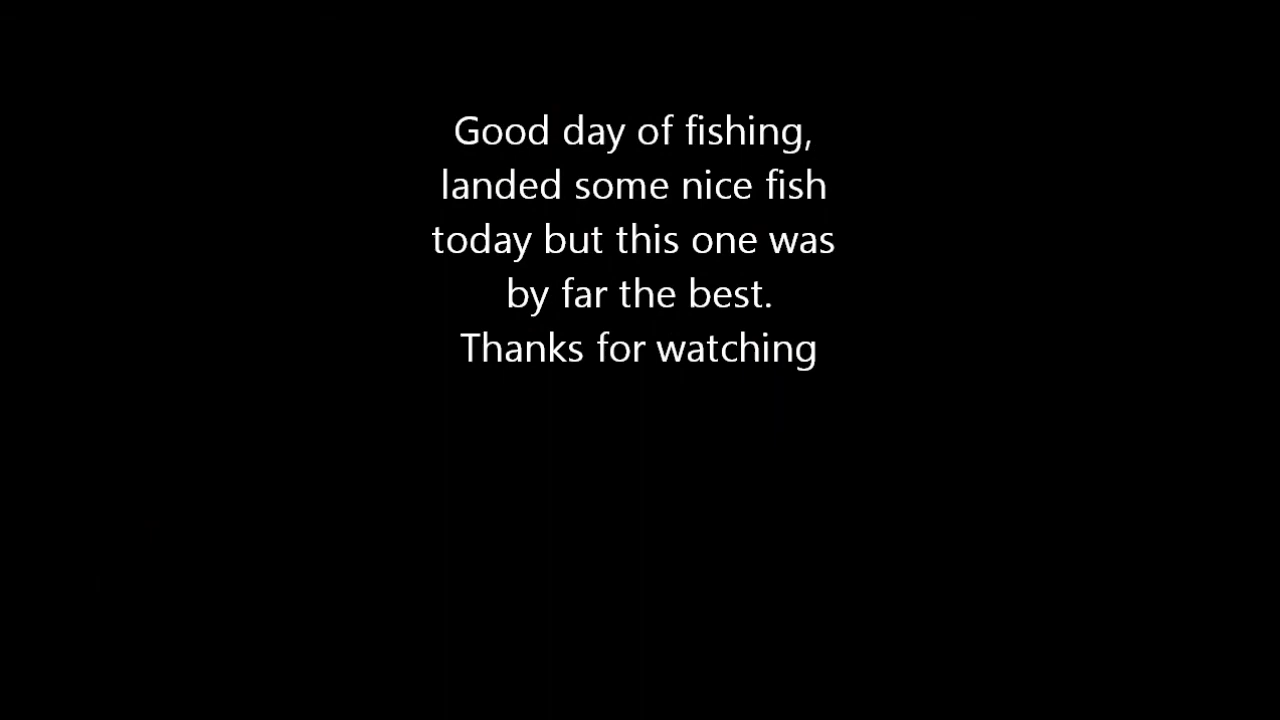 Good day of fishing,
landed some nice fish
today but this one was
by far the best.
Thanks for watching